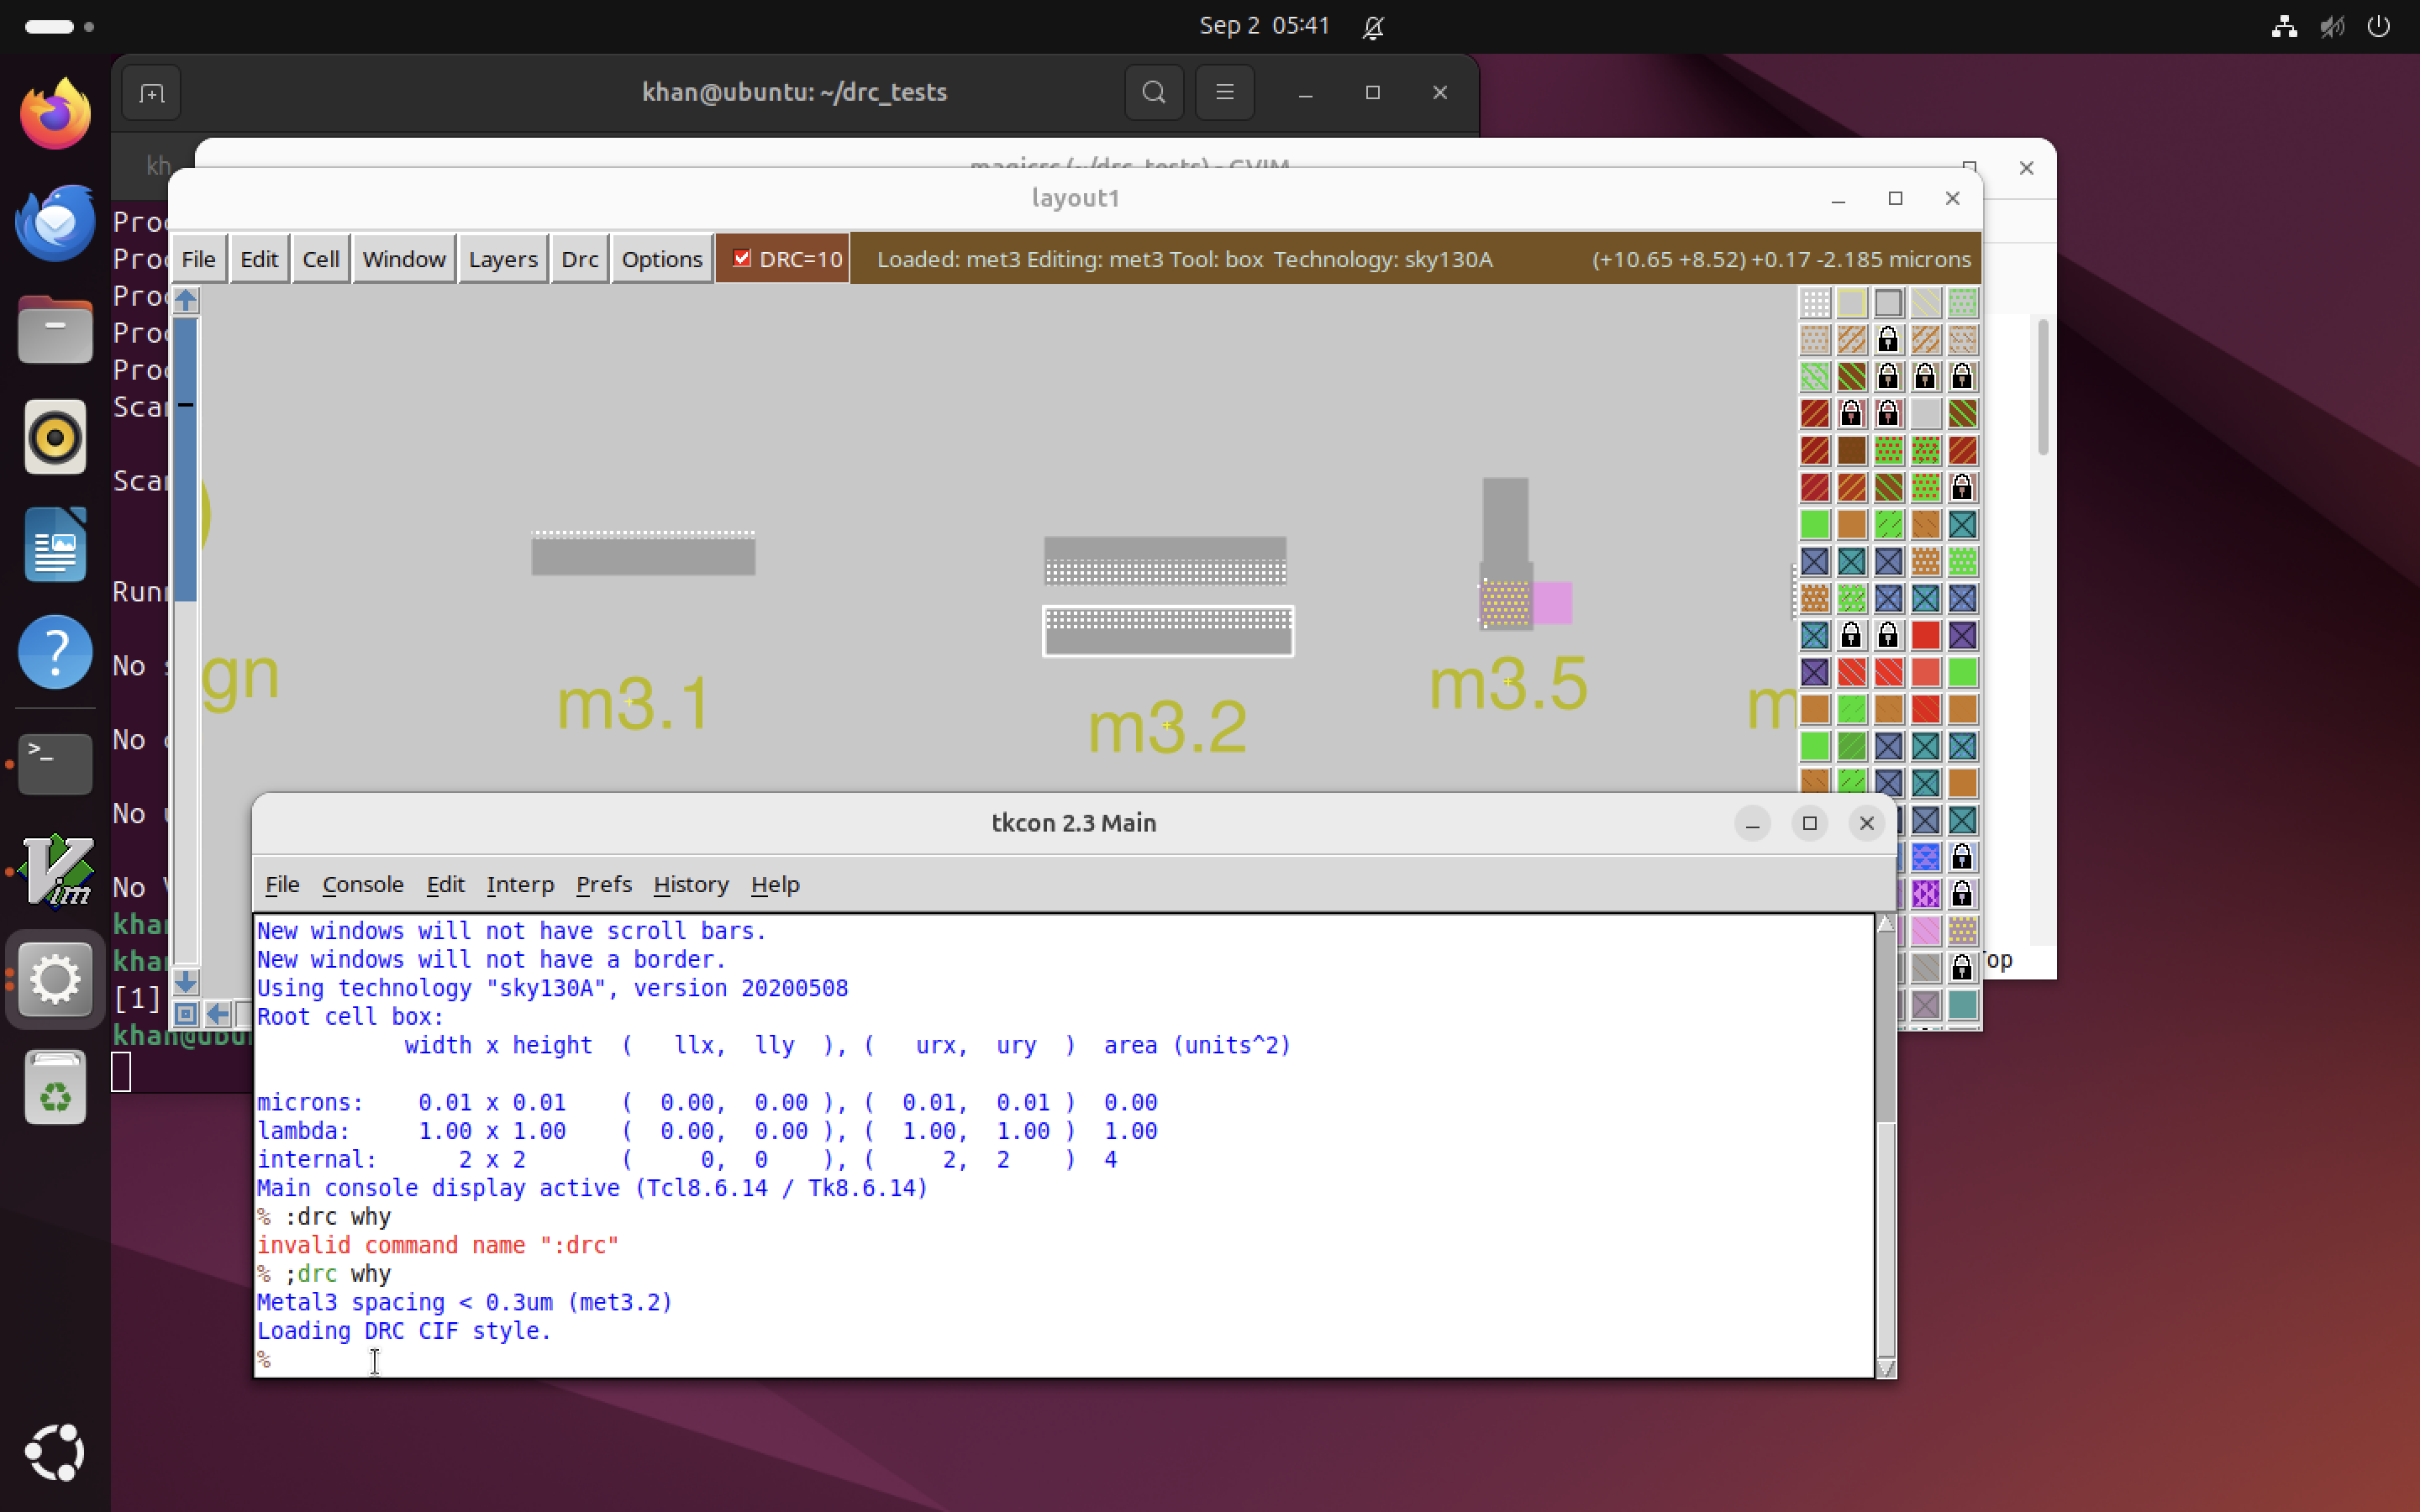 Sep 2 05:41
khan@ubuntu: ~/drc_tests
kh
magicrc (~/drc_tests) - GVIM
layout1
File Edit Cell Window Layers Drc Options DRC=10 Loaded: met3 Editing: met3 Tool: box Technology: sky130A (+10.65 +8.52) +0.17 -2.185 microns
Proc
Proc
Proc
Proc
Proc
Scan
Scan
Runn
No
No
No
No
khan
khan
[1]
khan@ubun
gn
m3.1
m3.2
m3.5
m
Top
tkcon 2.3 Main
File Console Edit Interp Prefs History Help
New windows will not have scroll bars.
New windows will not have a border.
Using technology "sky130A", version 20200508
Root cell box:
width x height ( llx, lly ), ( urx, ury ) area (units^2)
microns: 0.01 x 0.01 ( 0.00, 0.00 ), ( 0.01, 0.01 ) 0.00
lambda: 1.00 x 1.00 ( 0.00, 0.00 ), ( 1.00, 1.00 ) 1.00
internal: 2 x 2 ( 0, 0 ), ( 2, 2 ) 4
Main console display active (Tcl8.6.14 / Tk8.6.14)
% :drc why
invalid command name ":drc"
% ;drc why
Metal3 spacing < 0.3um (met3.2)
Loading DRC CIF style.
%